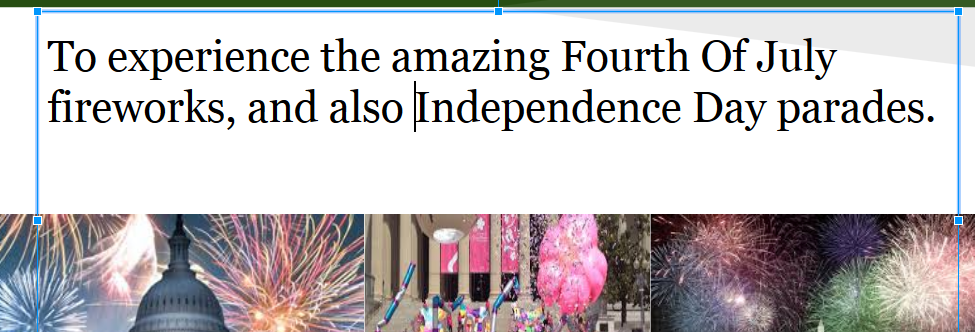 To experience the amazing Fourth Of July
fireworks, and also Independence Day parades.